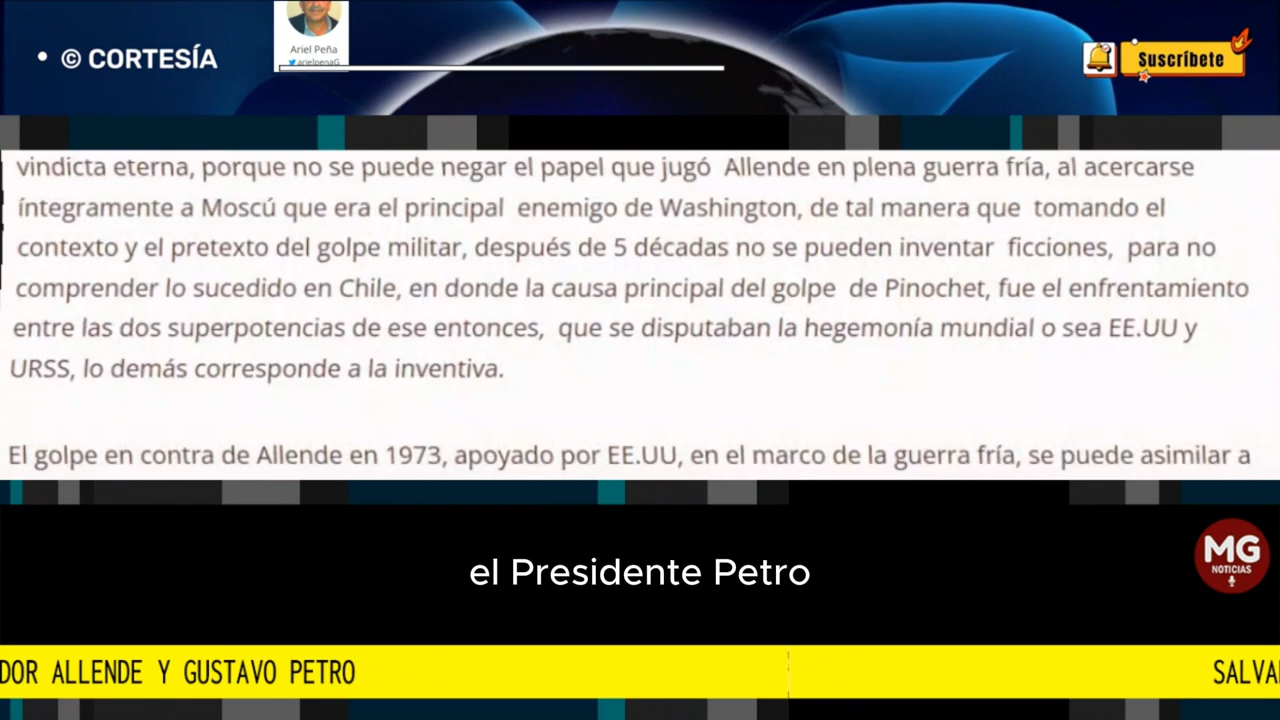 • © CORTESÍA
Ariel Peña
arielpenaG
Suscríbete
vindicta eterna, porque no se puede negar el papel que jugó Allende en plena guerra fría, al acercarse
íntegramente a Moscú que era el principal enemigo de Washington, de tal manera que tomando el
contexto y el pretexto del golpe militar, después de 5 décadas no se pueden inventar ficciones, para no
comprender lo sucedido en Chile, en donde la causa principal del golpe de Pinochet, fue el enfrentamiento
entre las dos superpotencias de ese entonces, que se disputaban la hegemonía mundial o sea EE.UU y
URSS, lo demás corresponde a la inventiva.
El golpe en contra de Allende en 1973, apoyado por EE.UU, en el marco de la guerra fría, se puede asimilar a
el Presidente Petro
MG
NOTICIAS
DOR ALLENDE Y GUSTAVO PETRO
SALVA